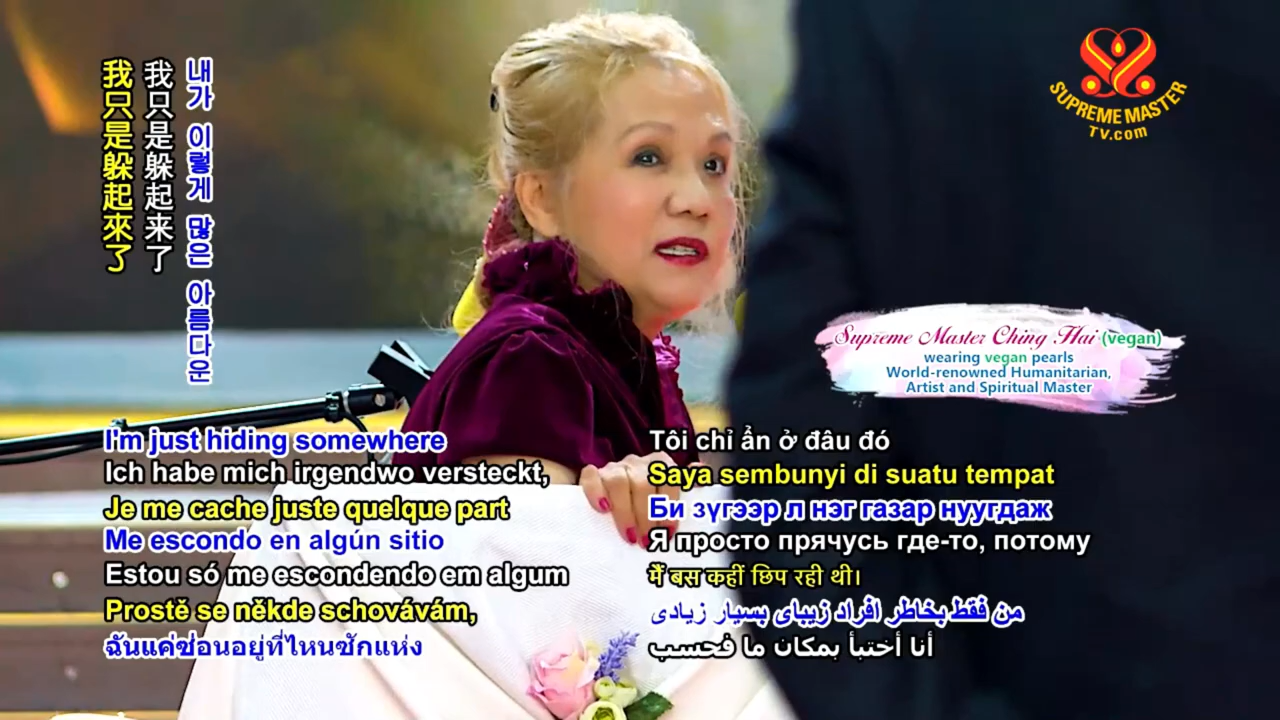 我只是躲起來了
我只是躲起来了
내가 이렇게 많은 아름다운
SUPREME MASTER
TV.com
Supreme Master Ching Hai (vegan)
wearing vegan pearls
World-renowned Humanitarian,
Artist and Spiritual Master
I'm just hiding somewhere
Ich habe mich irgendwo versteckt,
Je me cache juste quelque part
Me escondo en algún sitio
Estou só me escondendo em algum
Prostě se někde schovávám,
ฉันแค่ซ่อนอยู่ที่ไหนซักแห่ง
Tôi chỉ ẩn ở đâu đó
Saya sembunyi di suatu tempat
Би зүгээр л нэг газар нуугдаж
Я просто прячусь где-то, потому
मैं बस कहीं छिप रही थी।
من فقط بخاطر افراد زیبای بسیار زیادی
أنا أختبأ بمكان ما فحسب